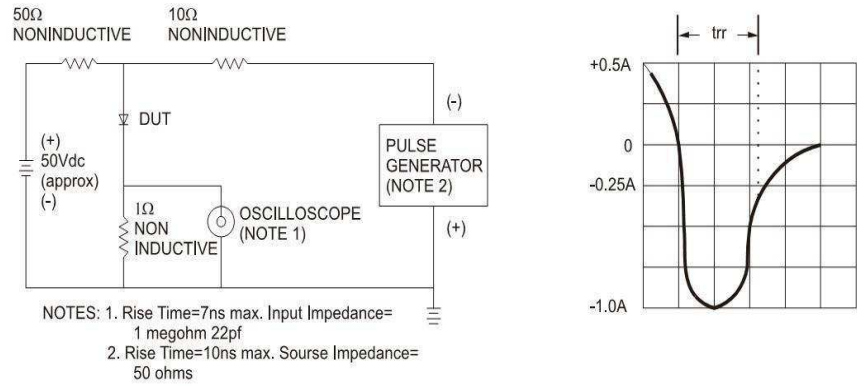 50Ω
NONINDUCTIVE
10Ω
NONINDUCTIVE
DUT
(+)
50Vdc
(approx)
(-)
1Ω
NON
INDUCTIVE
OSCILLOSCOPE
(NOTE 1)
(-)
PULSE
GENERATOR
(NOTE 2)
(+)
NOTES: 1. Rise Time=7ns max. Input Impedance=
1 megohm 22pf
2. Rise Time=10ns max. Sourse Impedance=
50 ohms
trr
+0.5A
0
-0.25A
-1.0A